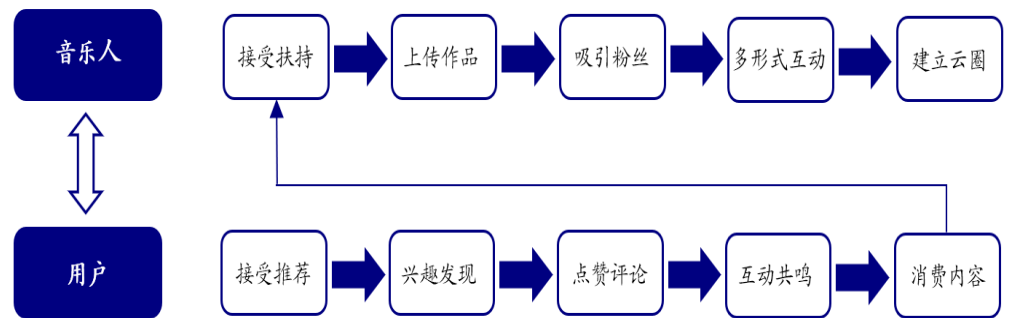 音乐人
接受扶持
上传作品
吸引粉丝
多形式互动
建立云圈
用户
接受推荐
兴趣发现
点赞评论
互动共鸣
消费内容